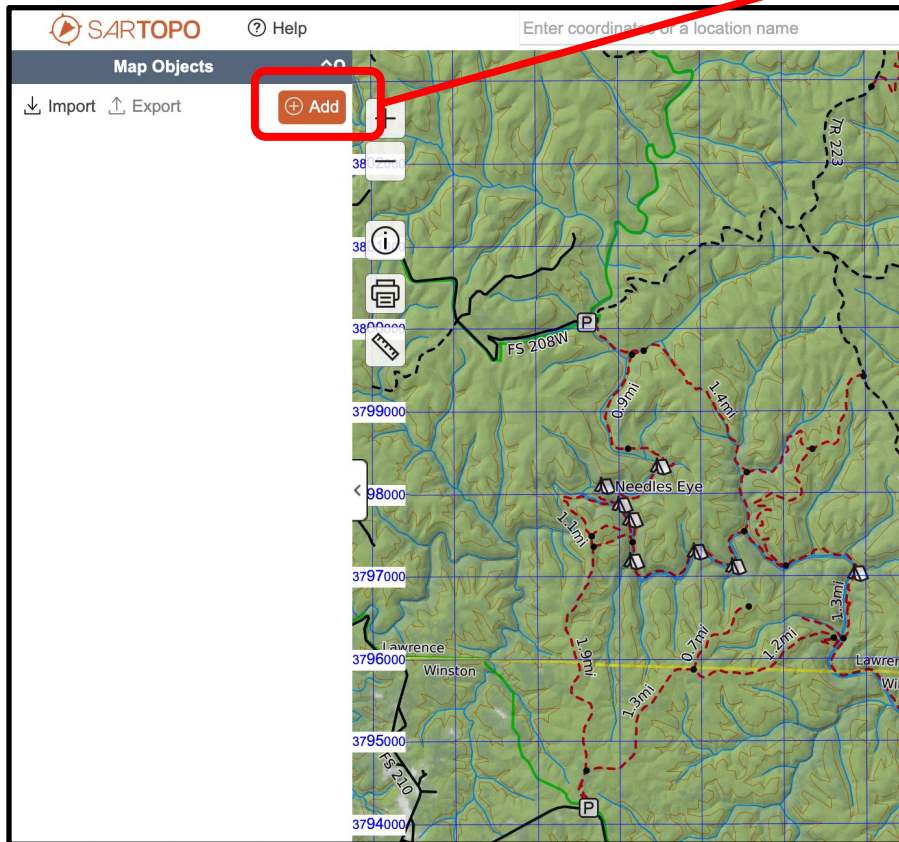 SARTOPO
Help
Enter coordinates or a location name
Map Objects
Import
Export
Add
TR 223
P
FS 208W
0.9mi
1.4mi
3799000
Needles Eye
98000
1.1mi
3797000
1.3mi
1.9mi
0.7mi
1.2mi
Lawrence
3796000
Winston
1.3mi
3795000
FS 210
P
3794000